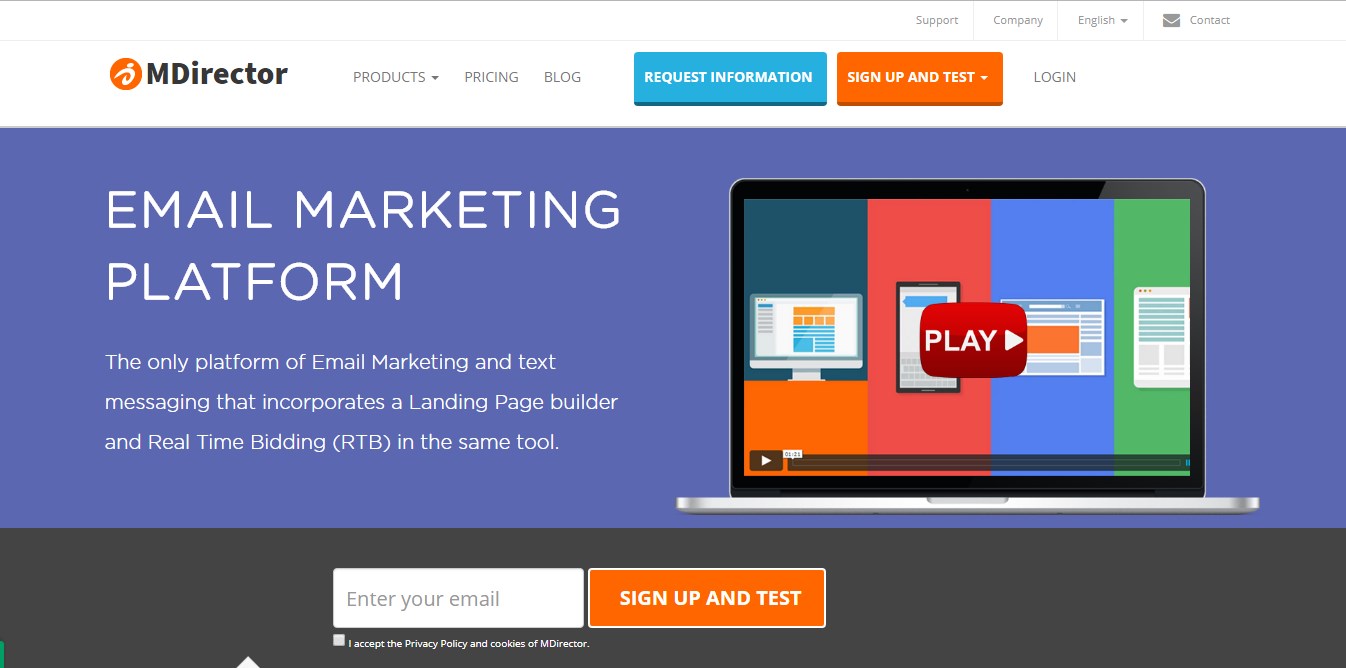 Support
Company
English
Contact
MDirector
PRODUCTS
PRICING
BLOG
REQUEST INFORMATION
SIGN UP AND TEST
LOGIN
EMAIL MARKETING
PLATFORM
The only platform of Email Marketing and text
messaging that incorporates a Landing Page builder
and Real Time Bidding (RTB) in the same tool.
PLAY
01:21
Enter your email
SIGN UP AND TEST
I accept the Privacy Policy and cookies of MDirector.